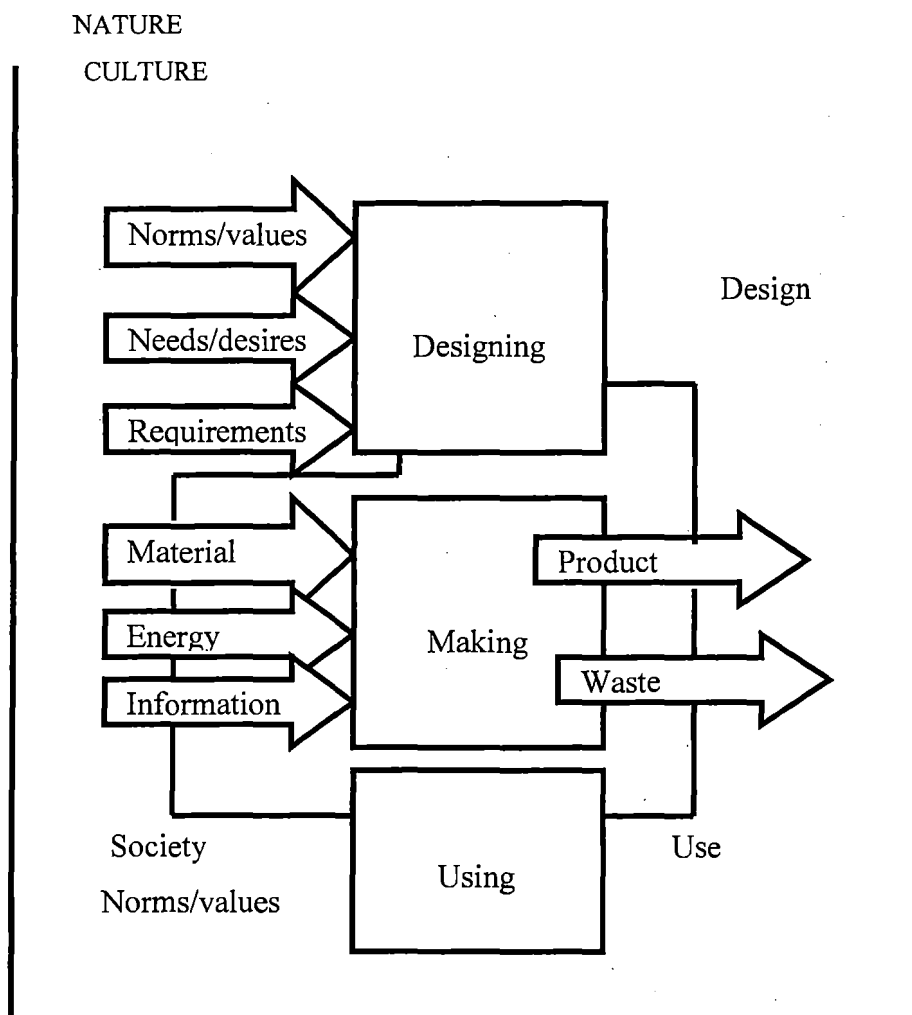 NATURE
CULTURE
Norms/values
Design
Needs/desires
Designing
Requirements
Material
Product
Energy
Making
Waste
Information
Society
Use
Using
Norms/values